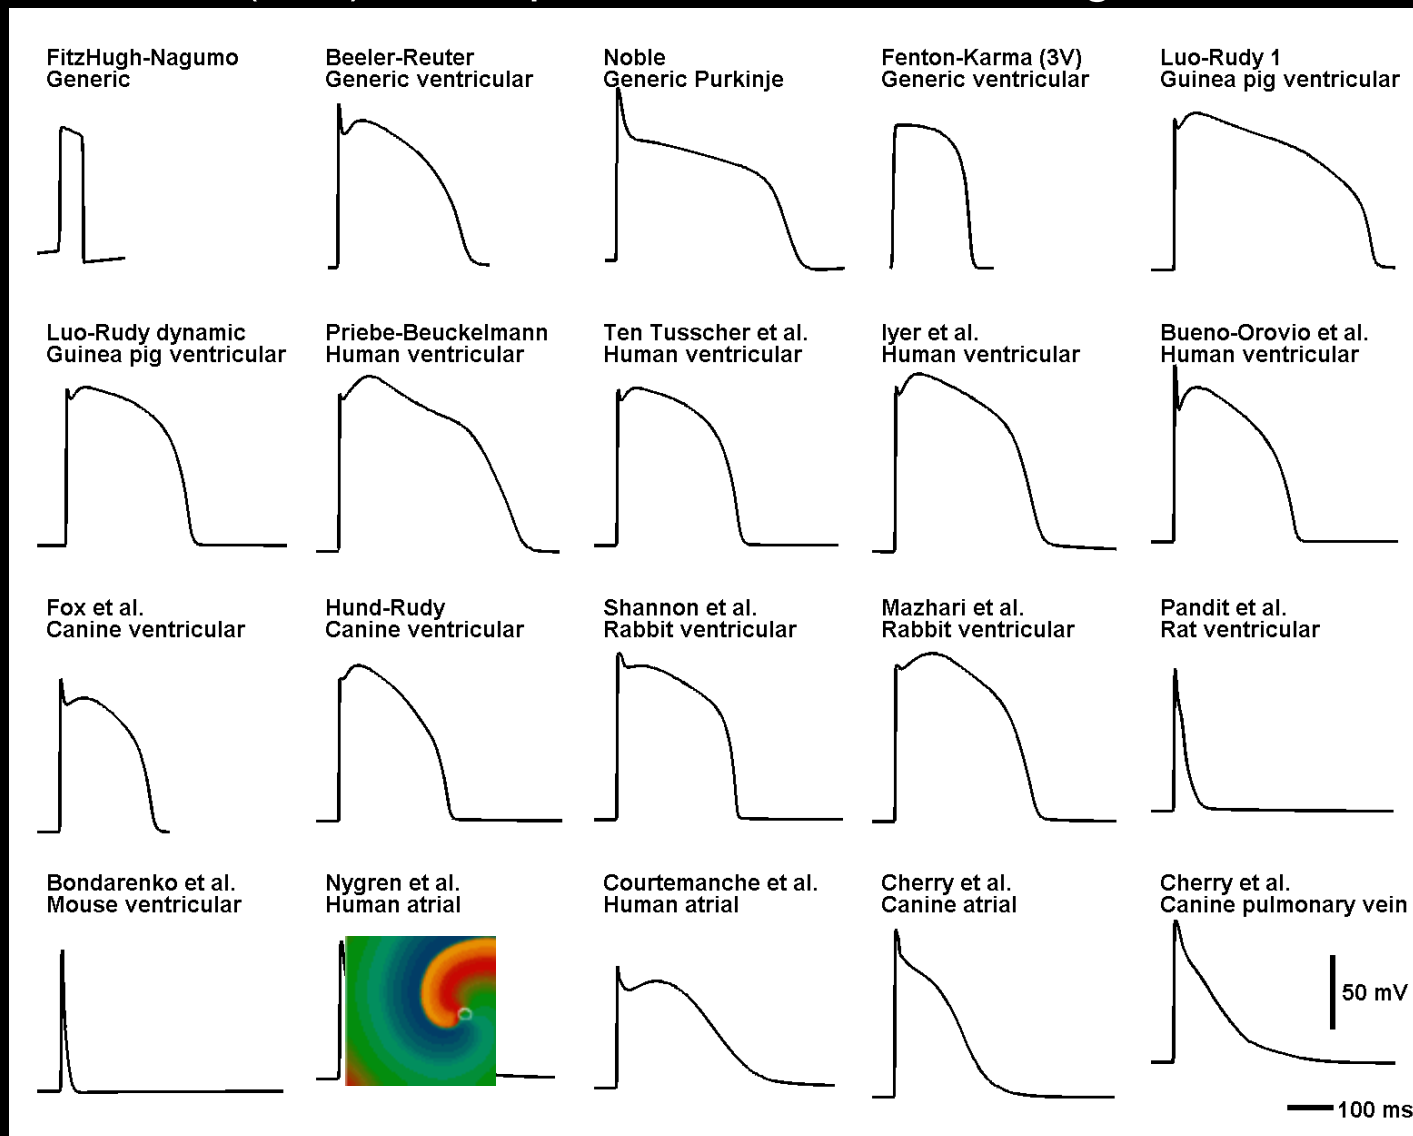 FitzHugh-Nagumo
Generic
Beeler-Reuter
Generic ventricular
Noble
Generic Purkinje
Fenton-Karma (3V)
Generic ventricular
Luo-Rudy 1
Guinea pig ventricular
Luo-Rudy dynamic
Guinea pig ventricular
Priebe-Beuckelmann
Human ventricular
Ten Tusscher et al.
Human ventricular
Iyer et al.
Human ventricular
Bueno-Orovio et al.
Human ventricular
Fox et al.
Canine ventricular
Hund-Rudy
Canine ventricular
Shannon et al.
Rabbit ventricular
Mazhari et al.
Rabbit ventricular
Pandit et al.
Rat ventricular
Bondarenko et al.
Mouse ventricular
Nygren et al.
Human atrial
Courtemanche et al.
Human atrial
Cherry et al.
Canine atrial
Cherry et al.
Canine pulmonary vein
50 mV
100 ms